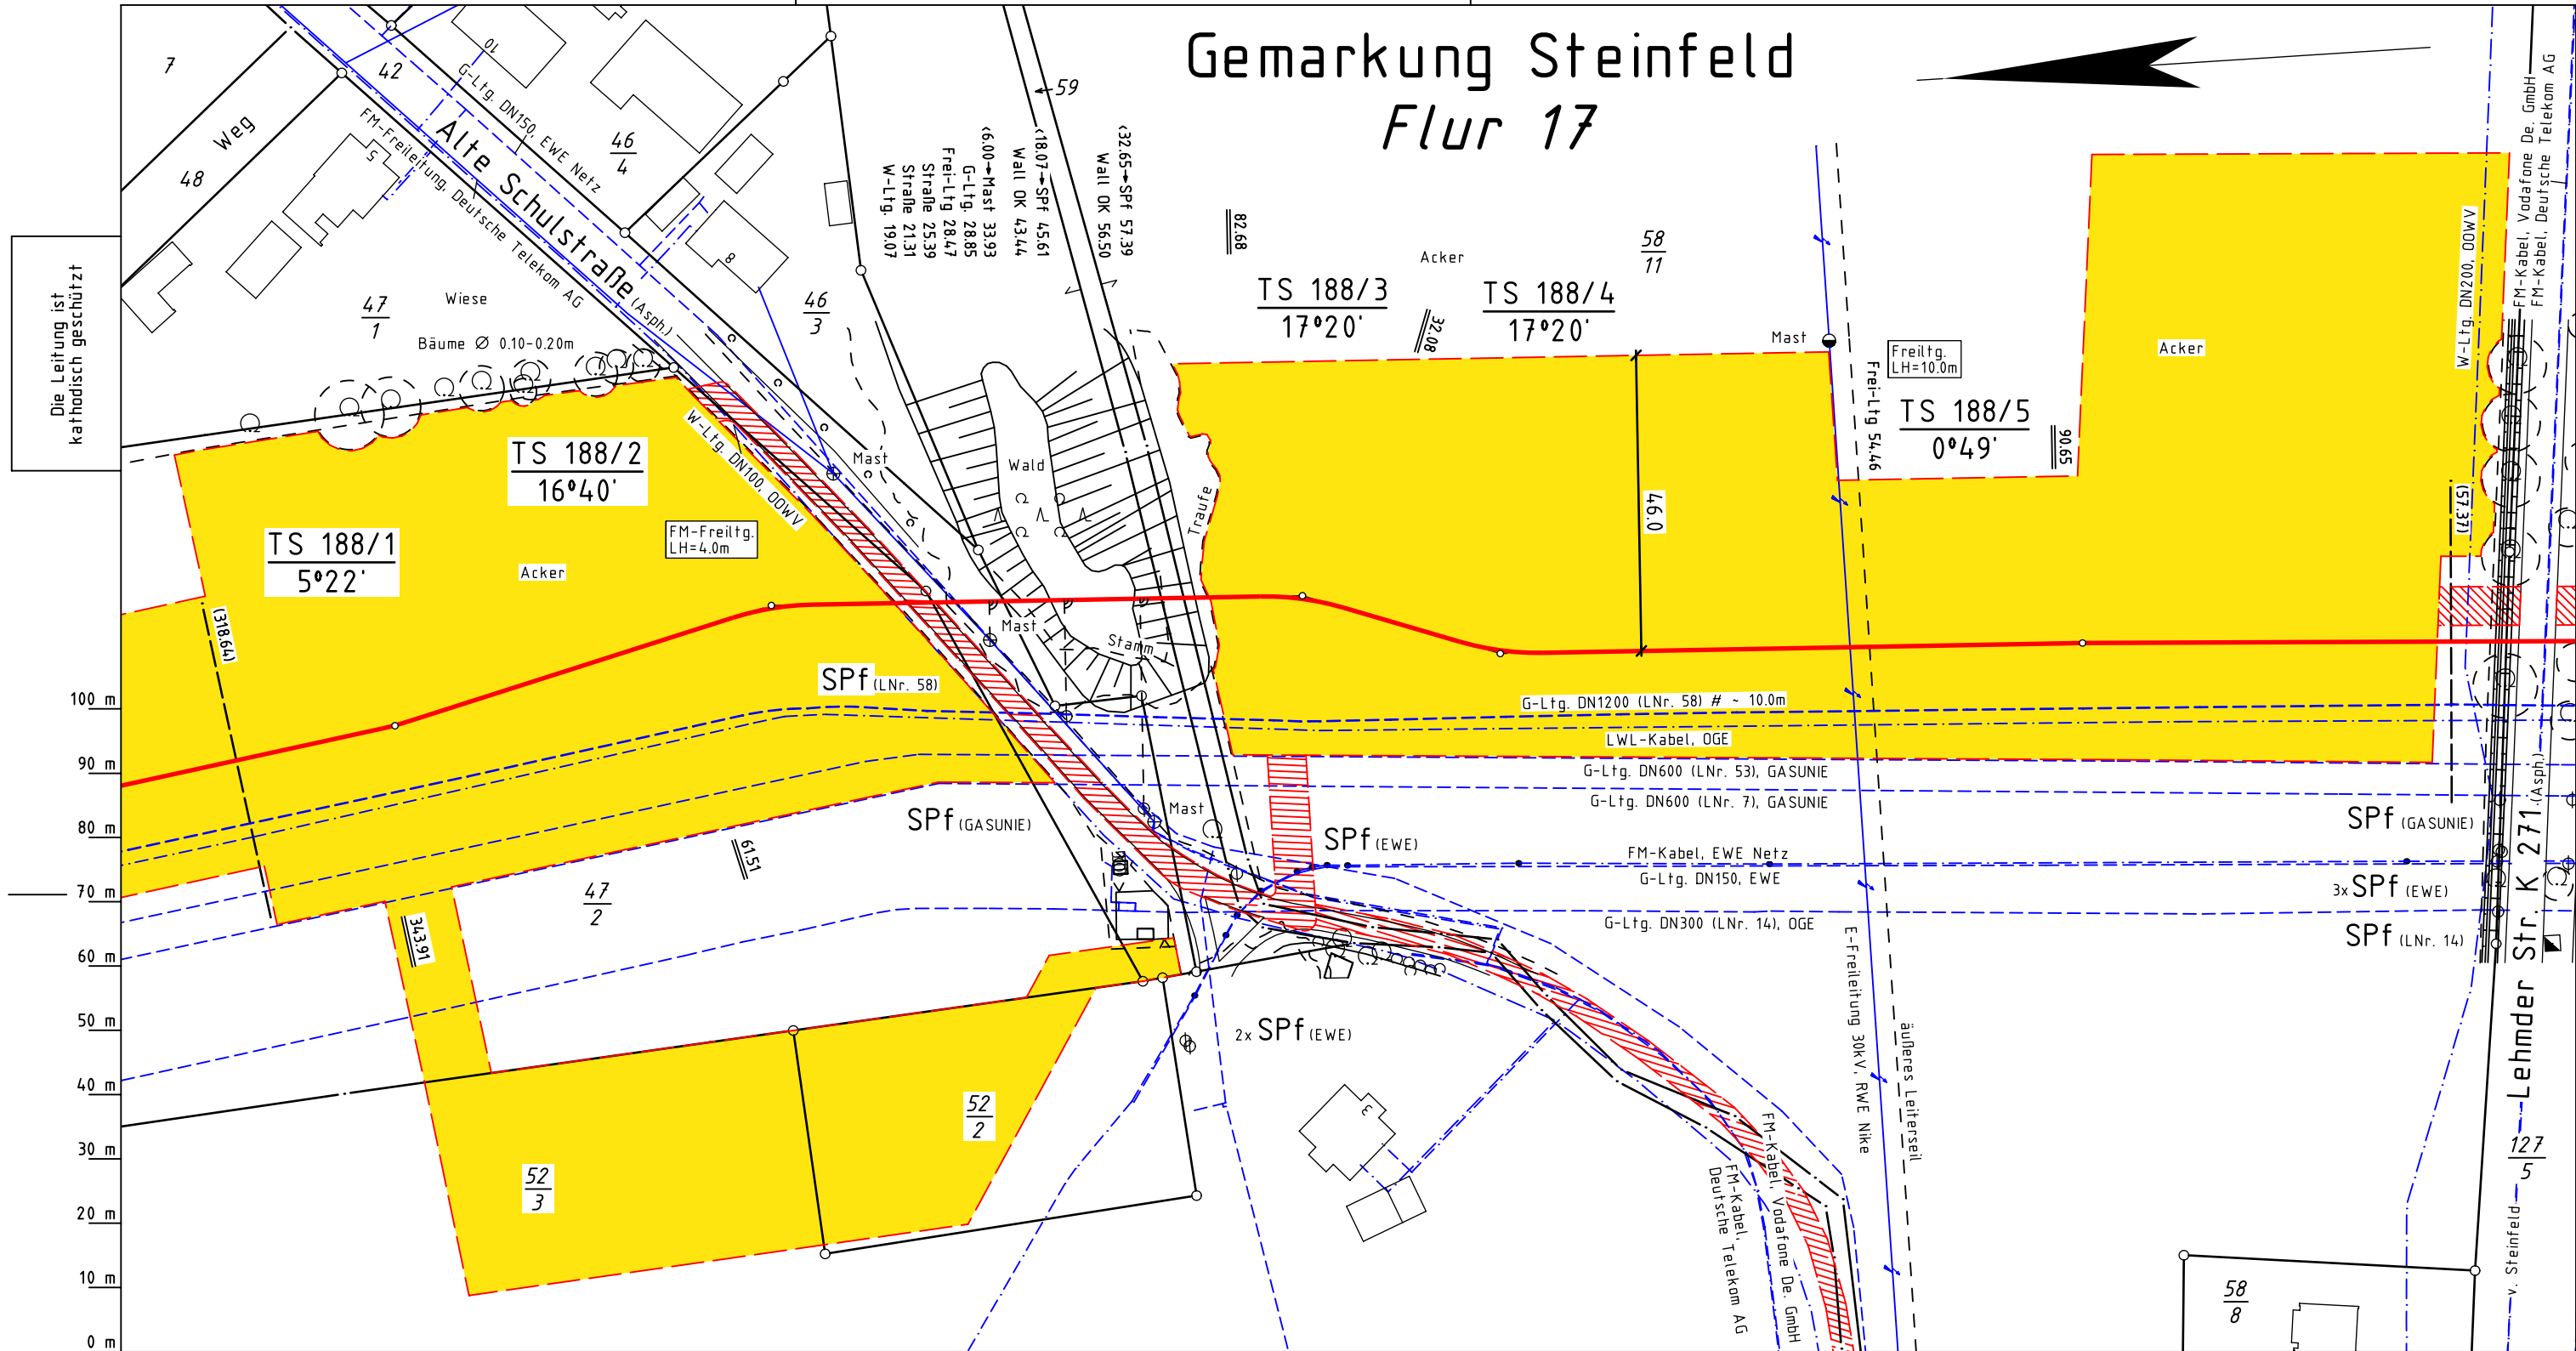 Gemarkung Steinfeld
Flur 17
7
42
10
G-Ltg. DN150, EWE Netz
46
4
Weg
48
5
FM-Freileitung, Deutsche Telekom AG
Alte Schulstraße (Asph.)
8
59
<6.00→Mast 33.93
G-Ltg. 28.85
Frei-Ltg 28.47
Straße 25.39
Straße 21.31
W-Ltg. 19.07
<18.07→SPf 45.61
Wall OK 43.44
<32.65→SPf 57.39
Wall OK 56.50
82.68
Acker
58
11
TS 188/3
17°20'
TS 188/4
17°20'
32.08
Mast
Freiltg.
LH=10.0m
Frei-Ltg 54.46
TS 188/5
0°49'
90.65
Acker
W-Ltg. DN200, OOWV
FM-Kabel, Vodafone De. GmbH
FM-Kabel, Deutsche Telekom AG
Die Leitung ist
kathodisch geschützt
47
1
Wiese
Bäume Ø 0.10-0.20m
46
3
TS 188/2
16°40'
W-Ltg. DN100, OOWV
Mast
Wald
Traufe
46.0
(57.37)
TS 188/1
5°22'
FM-Freiltg.
LH=4.0m
Acker
(318.64)
Mast
Stamm
SPf (LNr. 58)
G-Ltg. DN1200 (LNr. 58) # ~ 10.0m
LWL-Kabel, OGE
G-Ltg. DN600 (LNr. 53), GASUNIE
G-Ltg. DN600 (LNr. 7), GASUNIE
SPf (GASUNIE)
Mast
SPf (EWE)
FM-Kabel, EWE Netz
G-Ltg. DN150, EWE
G-Ltg. DN300 (LNr. 14), OGE
SPf (GASUNIE)
3x SPf (EWE)
SPf (LNr. 14)
61.51
47
2
343.91
2x SPf (EWE)
52
2
52
3
3
E-Freileitung 30kV, RWE Nike
äußeres Leiterseil
FM-Kabel, Vodafone De. GmbH
FM-Kabel,
Deutsche Telekom AG
Lehmder Str. K 271 (Asph.)
v. Steinfeld
127
5
58
8
100 m
90 m
80 m
70 m
60 m
50 m
40 m
30 m
20 m
10 m
0 m